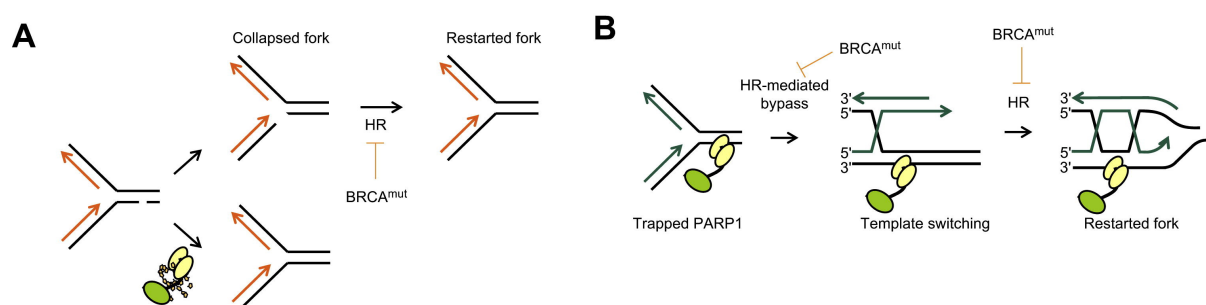 A
Collapsed fork
Restarted fork
HR
BRCAmut
B
BRCAmut
HR-mediated
bypass
BRCAmut
HR
3'
5'
5'
3'
3'
5'
5'
3'
Trapped PARP1
Template switching
Restarted fork